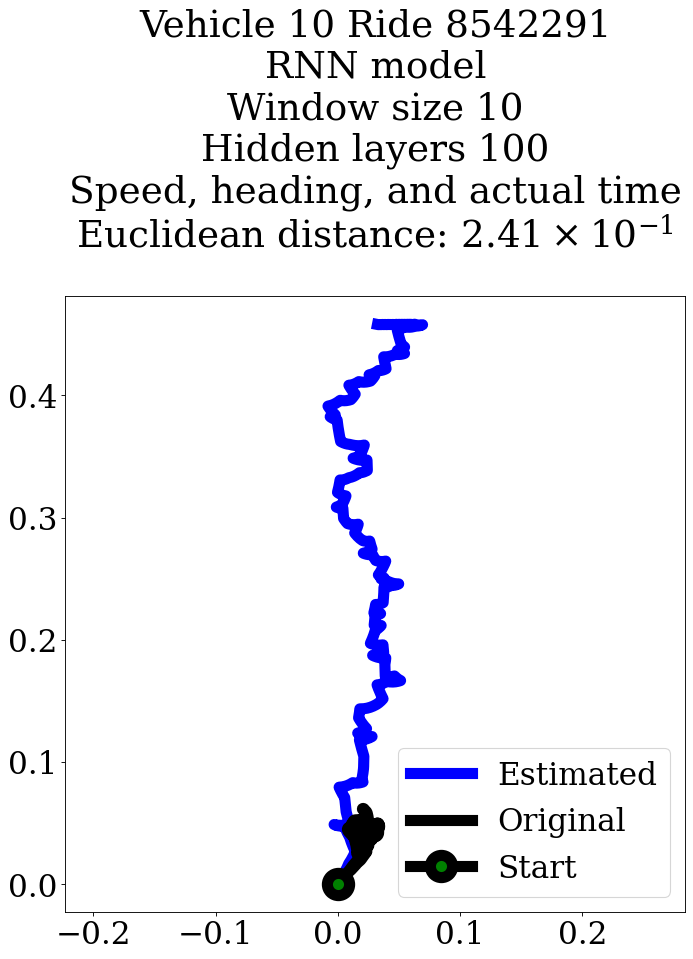 Vehicle 10 Ride 8542291
RNN model
Window size 10
Hidden layers 100
Speed, heading, and actual time
Euclidean distance: 2.41 × 10⁻¹
0.4
0.3
0.2
0.1
0.0
Estimated
Original
Start
−0.2 −0.1 0.0 0.1 0.2